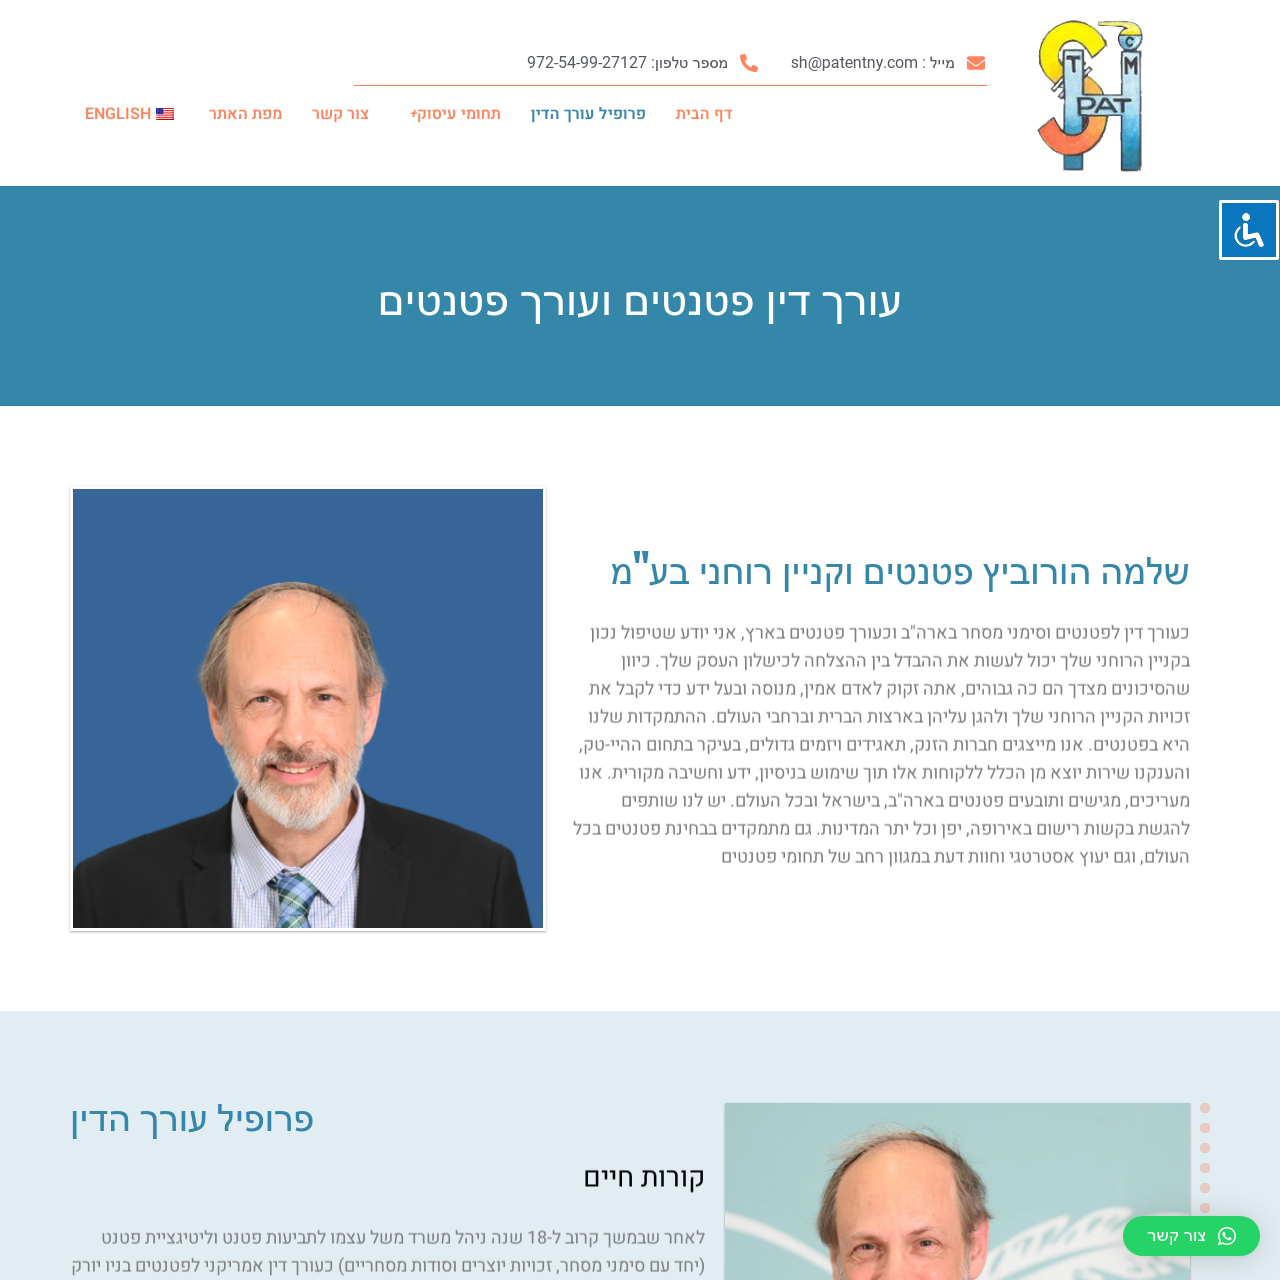 S C
T M
PAT
H
מייל : sh@patentny.com
מספר טלפון: 972-54-99-27127
דף הבית
פרופיל עורך הדין
תחומי עיסוק+
צור קשר
מפת האתר
ENGLISH
עורך דין פטנטים ועורך פטנטים
שלמה הורוביץ פטנטים וקניין רוחני בע"מ
כעורך דין לפטנטים וסימני מסחר בארה"ב וכעורך פטנטים בארץ, אני יודע שטיפול נכון
בקניין הרוחני שלך יכול לעשות את ההבדל בין ההצלחה לכישלון העסק שלך. כיוון
שהסיכונים מצדך הם כה גבוהים, אתה זקוק לאדם אמין, מנוסה ובעל ידע כדי לקבל את
זכויות הקניין הרוחני שלך ולהגן עליהן בארצות הברית וברחבי העולם. ההתמקדות שלנו
היא בפטנטים. אנו מייצגים חברות הזנק, תאגידים ויזמים גדולים, בעיקר בתחום ההיי-טק,
והענקנו שירות יוצא מן הכלל ללקוחות אלו תוך שימוש בניסיון, ידע וחשיבה מקורית. אנו
מעריכים, מגישים ותובעים פטנטים בארה"ב, בישראל ובכל העולם. יש לנו שותפים
להגשת בקשות רישום באירופה, יפן וכל יתר המדינות. גם מתמקדים בבחינת פטנטים בכל
העולם, וגם יעוץ אסטרטגי וחוות דעת במגוון רחב של תחומי פטנטים
פרופיל עורך הדין
קורות חיים
לאחר שבמשך קרוב ל-18 שנה ניהל משרד משל עצמו לתביעות פטנט וליטיגציית פטנט
(יחד עם סימני מסחר, זכויות יוצרים וסודות מסחריים) כעורך דין אמריקני לפטנטים בניו יורק
צור קשר